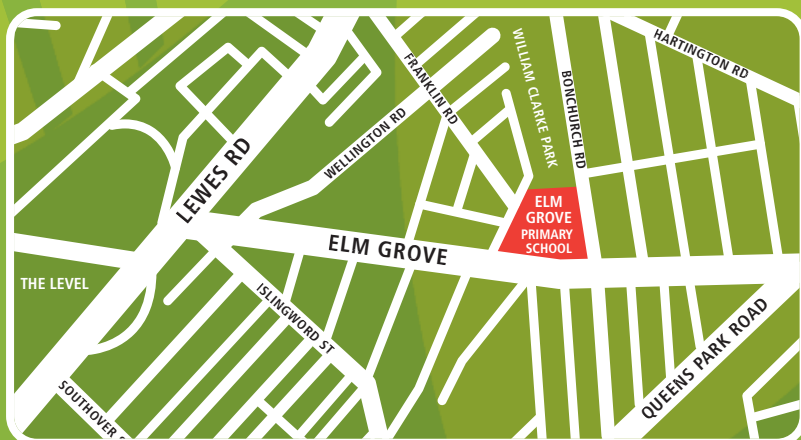 HARTINGTON RD
WILLIAM CLARKE PARK
FRANKLIN RD
BONCHURCH RD
WELLINGTON RD
LEWES RD
ELM
GROVE
PRIMARY
SCHOOL
ELM GROVE
THE LEVEL
ISLINGWORD ST
QUEENS PARK ROAD
SOUTHOVER